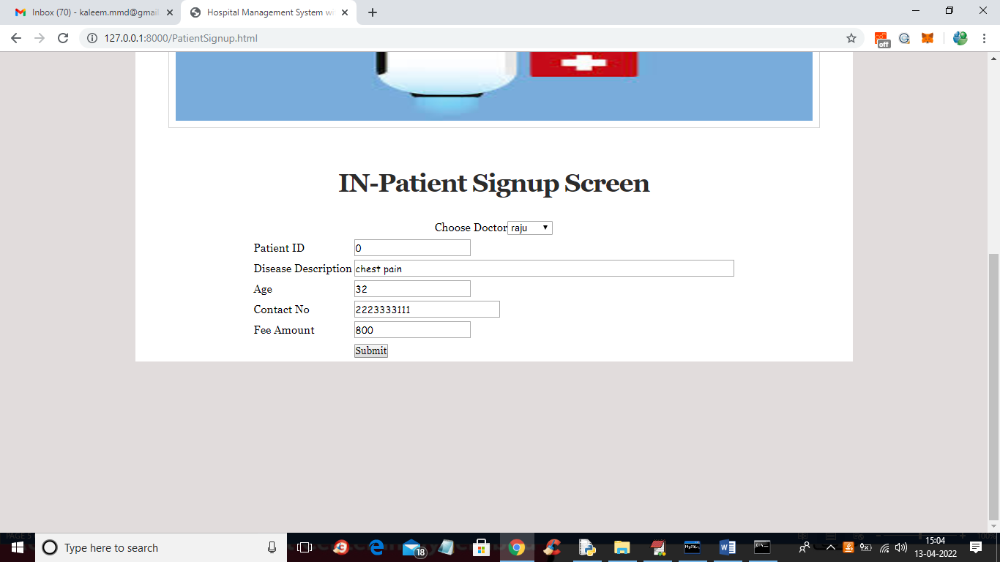 Inbox (70) - kaleem.mmd@gmai
Hospital Management System wi
127.0.0.1:8000/PatientSignup.html
off
IN-Patient Signup Screen
Choose Doctor raju
Patient ID 0
Disease Description chest pain
Age 32
Contact No 2223333111
Fee Amount 800
Submit
Type here to search
18
15:04
13-04-2022